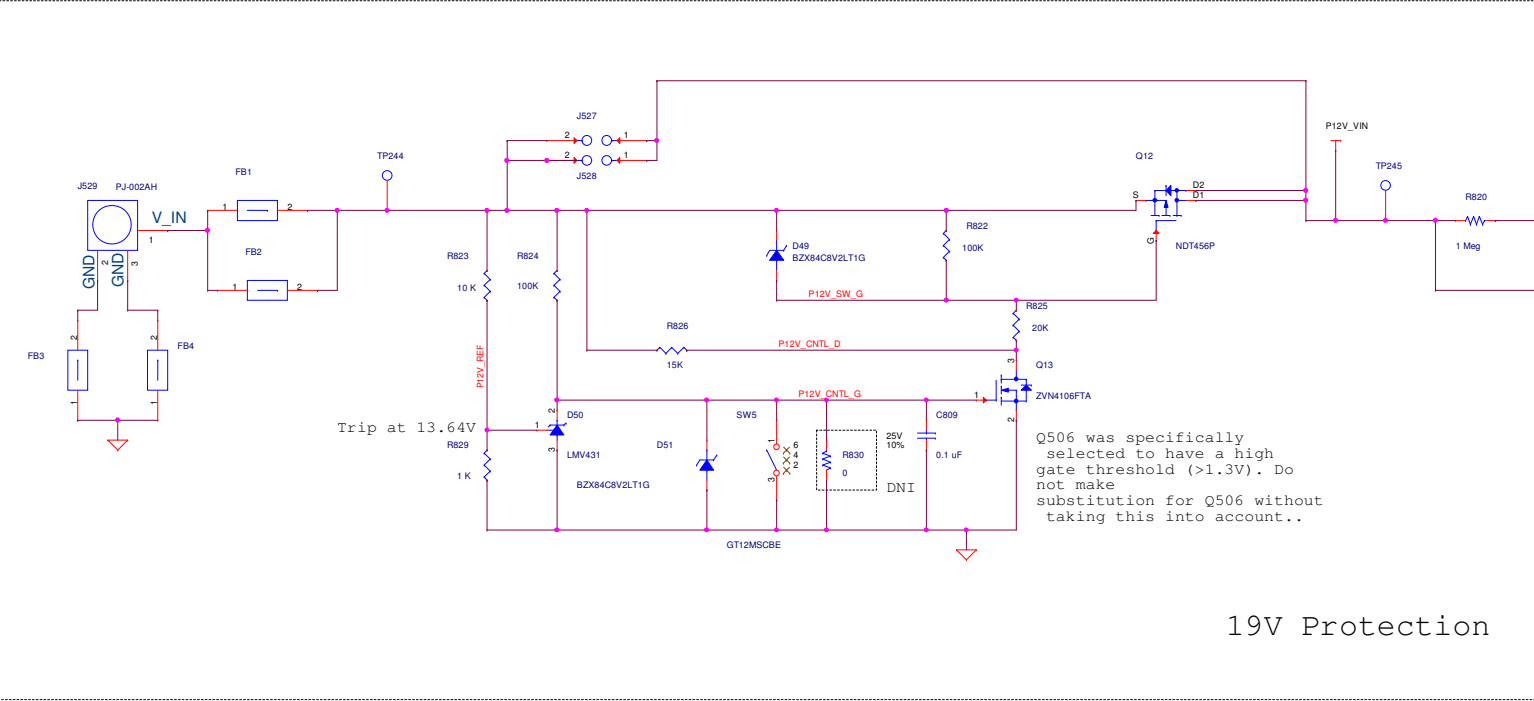 J527
2
1
P12V_VIN
TP244
2
1
Q12
J528
TP245
FB1
J529
PJ-002AH
S
D2
D1
R820
V_IN
1
2
1
GND
2
GND
3
FB2
D49
BZX84C8V2LT1G
R822
100K
G
NDT456P
1 Meg
R823
R824
1
2
10 K
100K
P12V_SW_G
R825
20K
R826
FB3
2
2
FB4
P12V_REF
P12V_CNTL_D
15K
3
Q13
1
1
P12V_CNTL_G
1
ZVN4106FTA
2
D50
SW5
C809
Trip at 13.64V
1
2
R829
3
LMV431
D51
1
6
4
2
3
R830
0
25V
10%
0.1 uF
1 K
BZX84C8V2LT1G
DNI
Q506 was specifically
selected to have a high
gate threshold (>1.3V). Do
not make
substitution for Q506 without
taking this into account..
GT12MSCBE
19V Protection